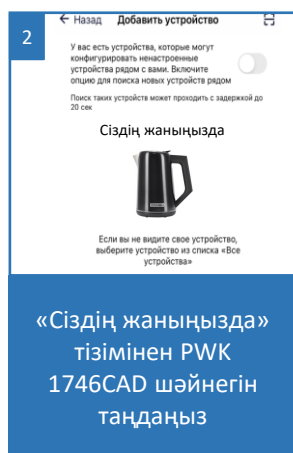 2
← Назад Добавить устройство
У вас есть устройства, которые могут
конфигурировать ненастроенные
устройства рядом с вами. Включите
опцию для поиска новых устройств рядом
Поиск таких устройств может проходить с задержкой до
20 сек
Сіздің жаныңызда
Если вы не видите свое устройство,
выберите устройство из списка «Все
устройства»
«Сіздің жаныңызда»
тізімінен PWK
1746CAD шәйнегін
таңдаңыз